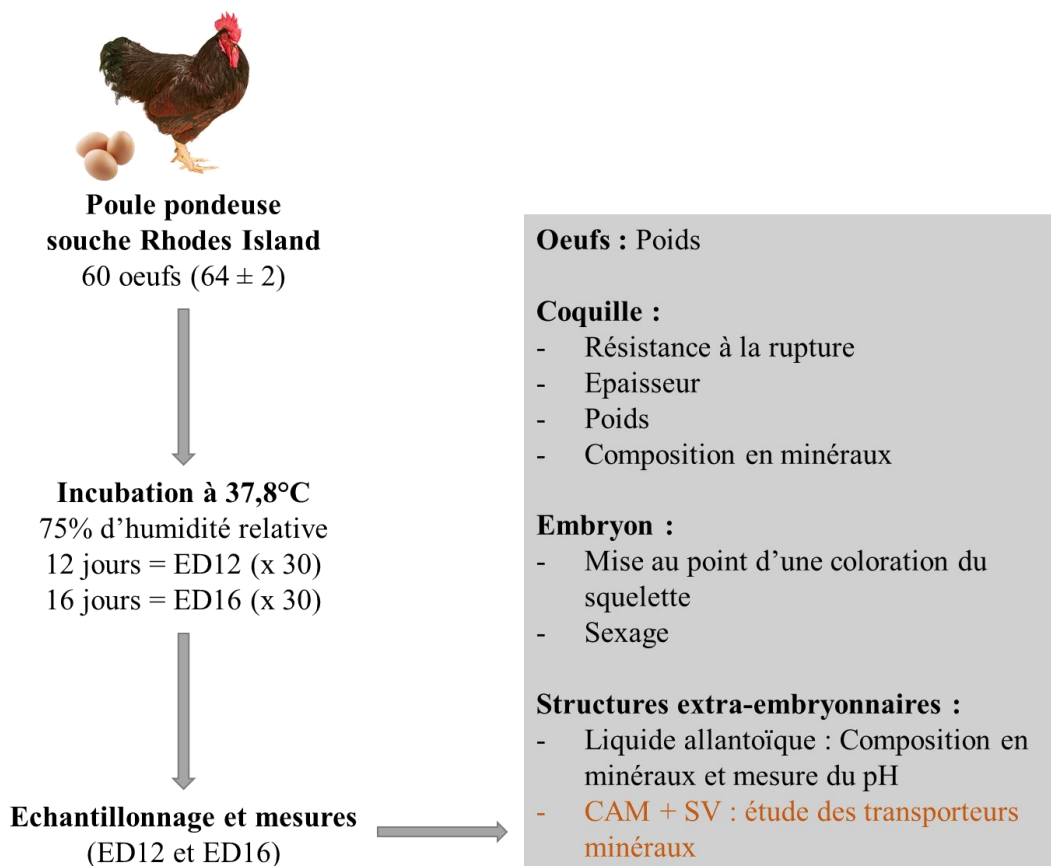 Poule pondeuse
souche Rhodes Island
60 oeufs (64 ± 2)
Incubation à 37,8°C
75% d’humidité relative
12 jours = ED12 (x 30)
16 jours = ED16 (x 30)
Echantillonnage et mesures
(ED12 et ED16)
Oeufs : Poids
Coquille :
- Résistance à la rupture
- Epaisseur
- Poids
- Composition en minéraux
Embryon :
- Mise au point d’une coloration du
squelette
- Sexage
Structures extra-embryonnaires :
- Liquide allantoïque : Composition en
minéraux et mesure du pH
- CAM + SV : étude des transporteurs
minéraux